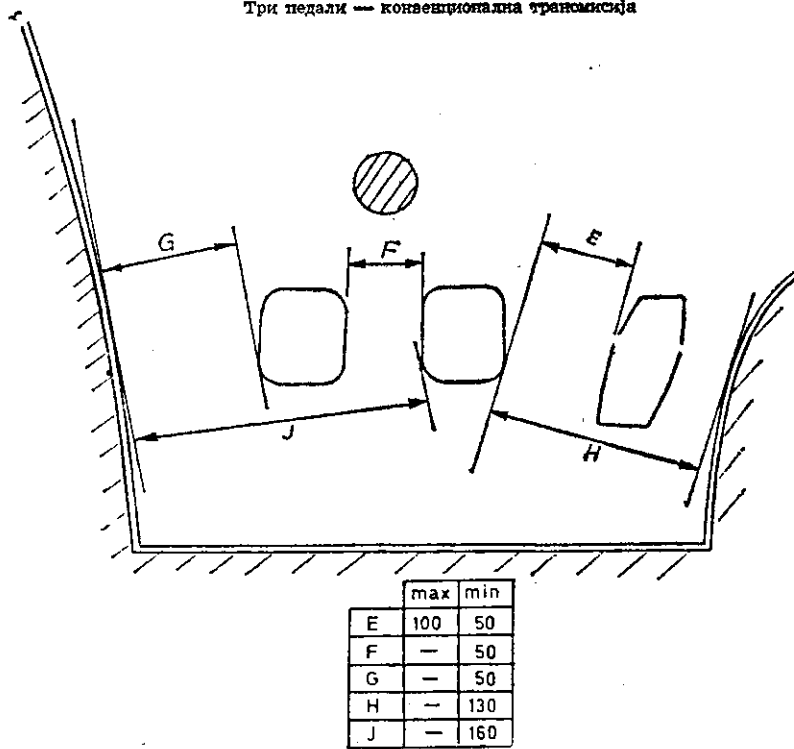 Три педали — конвенционална трансмисија
G
F
E
J
H
max min
E 100 50
F — 50
G — 50
H — 130
J — 160